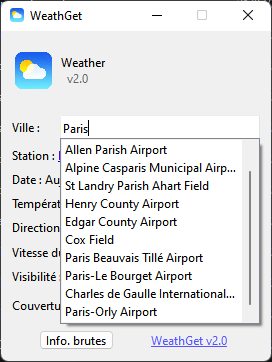 WeathGet
Weather
v2.0
Ville : Paris
Allen Parish Airport
Alpine Casparis Municipal Airp...
St Landry Parish Ahart Field
Henry County Airport
Edgar County Airport
Cox Field
Paris Beauvais Tillé Airport
Paris-Le Bourget Airport
Charles de Gaulle International...
Paris-Orly Airport
Station :
Date : Au
Températ
Direction
Vitesse du
Visibilité
Couvertu
Info. brutes
WeathGet v2.0